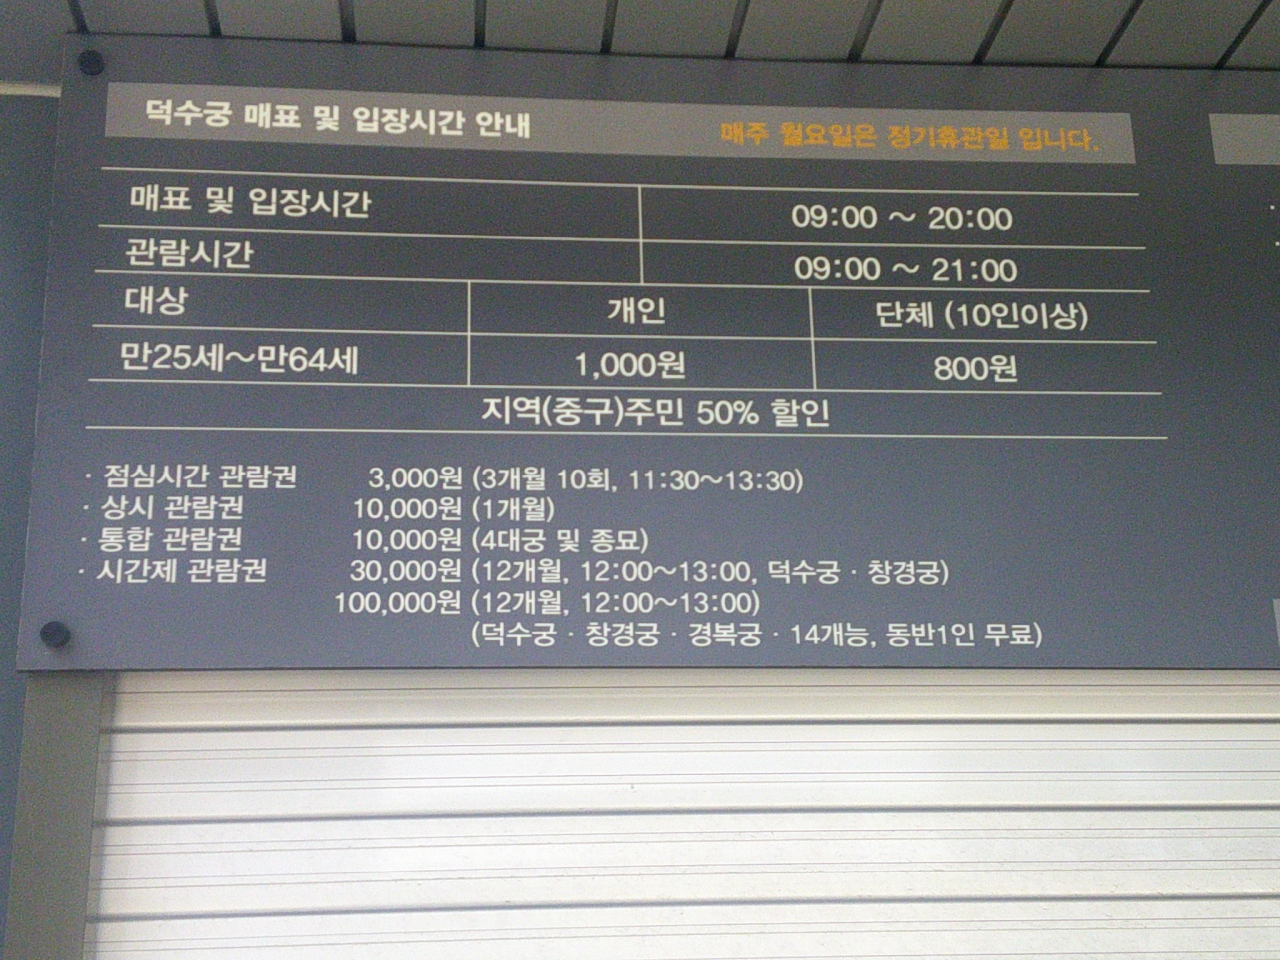 덕수궁 매표 및 입장시간 안내 매주 월요일은 정기휴관일 입니다.
매표 및 입장시간 09:00 ~ 20:00
관람시간 09:00 ~ 21:00
대상 개인 단체 (10인이상)
만25세~만64세 1,000원 800원
지역(중구)주민 50% 할인
· 점심시간 관람권 3,000원 (3개월 10회, 11:30~13:30)
· 상시 관람권 10,000원 (1개월)
· 통합 관람권 10,000원 (4대궁 및 종묘)
· 시간제 관람권 30,000원 (12개월, 12:00~13:00, 덕수궁 · 창경궁)
100,000원 (12개월, 12:00~13:00)
(덕수궁 · 창경궁 · 경복궁 · 14개능, 동반1인 무료)